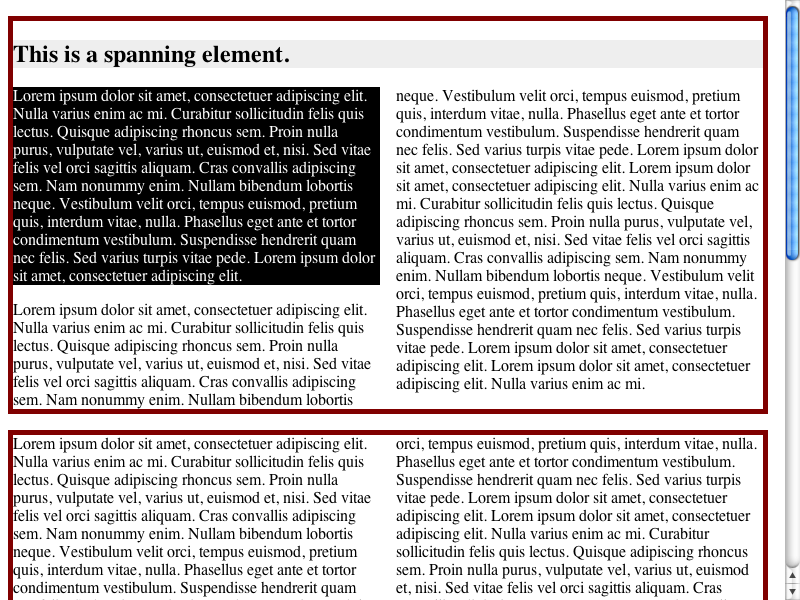 This is a spanning element.
Lorem ipsum dolor sit amet, consectetuer adipiscing elit.
Nulla varius enim ac mi. Curabitur sollicitudin felis quis
lectus. Quisque adipiscing rhoncus sem. Proin nulla
purus, vulputate vel, varius ut, euismod et, nisi. Sed vitae
felis vel orci sagittis aliquam. Cras convallis adipiscing
sem. Nam nonummy enim. Nullam bibendum lobortis
neque. Vestibulum velit orci, tempus euismod, pretium
quis, interdum vitae, nulla. Phasellus eget ante et tortor
condimentum vestibulum. Suspendisse hendrerit quam
nec felis. Sed varius turpis vitae pede. Lorem ipsum dolor
sit amet, consectetuer adipiscing elit.
Lorem ipsum dolor sit amet, consectetuer adipiscing elit.
Nulla varius enim ac mi. Curabitur sollicitudin felis quis
lectus. Quisque adipiscing rhoncus sem. Proin nulla
purus, vulputate vel, varius ut, euismod et, nisi. Sed vitae
felis vel orci sagittis aliquam. Cras convallis adipiscing
sem. Nam nonummy enim. Nullam bibendum lobortis
neque. Vestibulum velit orci, tempus euismod, pretium
quis, interdum vitae, nulla. Phasellus eget ante et tortor
condimentum vestibulum. Suspendisse hendrerit quam
nec felis. Sed varius turpis vitae pede. Lorem ipsum dolor
sit amet, consectetuer adipiscing elit. Lorem ipsum dolor
sit amet, consectetuer adipiscing elit. Nulla varius enim ac
mi. Curabitur sollicitudin felis quis lectus. Quisque
adipiscing rhoncus sem. Proin nulla purus, vulputate vel,
varius ut, euismod et, nisi. Sed vitae felis vel orci sagittis
aliquam. Cras convallis adipiscing sem. Nam nonummy
enim. Nullam bibendum lobortis neque. Vestibulum velit
orci, tempus euismod, pretium quis, interdum vitae, nulla.
Phasellus eget ante et tortor condimentum vestibulum.
Suspendisse hendrerit quam nec felis. Sed varius turpis
vitae pede. Lorem ipsum dolor sit amet, consectetuer
adipiscing elit. Lorem ipsum dolor sit amet, consectetuer
adipiscing elit. Nulla varius enim ac mi.
Lorem ipsum dolor sit amet, consectetuer adipiscing elit.
Nulla varius enim ac mi. Curabitur sollicitudin felis quis
lectus. Quisque adipiscing rhoncus sem. Proin nulla
purus, vulputate vel, varius ut, euismod et, nisi. Sed vitae
felis vel orci sagittis aliquam. Cras convallis adipiscing
sem. Nam nonummy enim. Nullam bibendum lobortis
neque. Vestibulum velit orci, tempus euismod, pretium
quis, interdum vitae, nulla. Phasellus eget ante et tortor
condimentum vestibulum. Suspendisse hendrerit quam
orci, tempus euismod, pretium quis, interdum vitae, nulla.
Phasellus eget ante et tortor condimentum vestibulum.
Suspendisse hendrerit quam nec felis. Sed varius turpis
vitae pede. Lorem ipsum dolor sit amet, consectetuer
adipiscing elit. Lorem ipsum dolor sit amet, consectetuer
adipiscing elit. Nulla varius enim ac mi. Curabitur
sollicitudin felis quis lectus. Quisque adipiscing rhoncus
sem. Proin nulla purus, vulputate vel, varius ut, euismod
et, nisi. Sed vitae felis vel orci sagittis aliquam. Cras